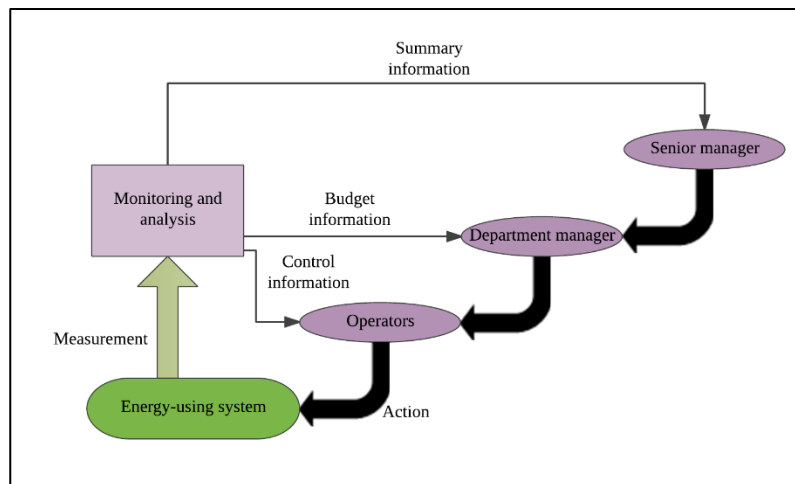 Summary
information
Senior manager
Monitoring and
analysis
Budget
information
Department manager
Control
information
Operators
Measurement
Energy-using system
Action